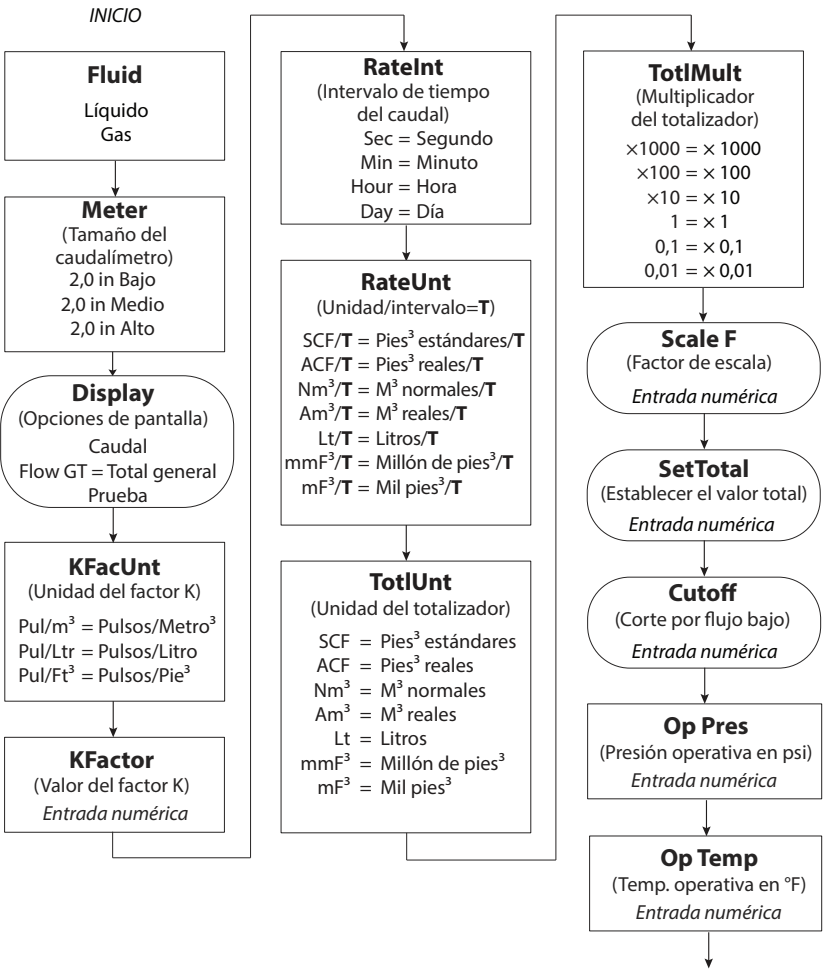 INICIO
Fluid
Líquido
Gas
Meter
(Tamaño del
caudalímetro)
2,0 in Bajo
2,0 in Medio
2,0 in Alto
Display
(Opciones de pantalla)
Caudal
Flow GT = Total general
Prueba
KFacUnt
(Unidad del factor K)
Pul/m³ = Pulsos/Metro³
Pul/Ltr = Pulsos/Litro
Pul/Ft³ = Pulsos/Pie³
KFactor
(Valor del factor K)
Entrada numérica
RateInt
(Intervalo de tiempo
del caudal)
Sec = Segundo
Min = Minuto
Hour = Hora
Day = Día
RateUnt
(Unidad/intervalo=T)
SCF/T = Pies³ estándares/T
ACF/T = Pies³ reales/T
Nm³/T = M³ normales/T
Am³/T = M³ reales/T
Lt/T = Litros/T
mmF³/T = Millón de pies³/T
mF³/T = Mil pies³/T
TotlUnt
(Unidad del totalizador)
SCF = Pies³ estándares
ACF = Pies³ reales
Nm³ = M³ normales
Am³ = M³ reales
Lt = Litros
mmF³ = Millón de pies³
mF³ = Mil pies³
TotlMult
(Multiplicador
del totalizador)
×1000 = × 1000
×100 = × 100
×10 = × 10
1 = × 1
0,1 = × 0,1
0,01 = × 0,01
Scale F
(Factor de escala)
Entrada numérica
SetTotal
(Establecer el valor total)
Entrada numérica
Cutoff
(Corte por flujo bajo)
Entrada numérica
Op Pres
(Presión operativa en psi)
Entrada numérica
Op Temp
(Temp. operativa en °F)
Entrada numérica